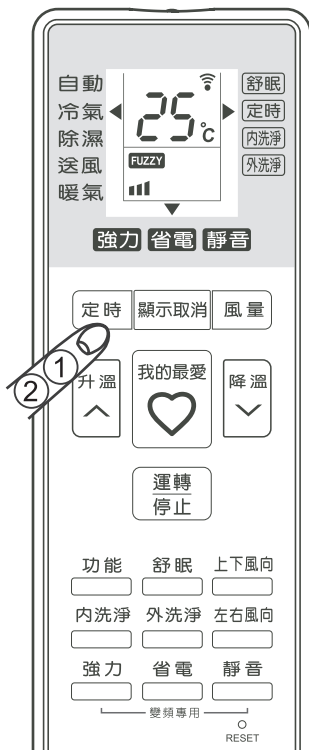 自動
冷氣
除濕
送風
暖氣
25°C
FUZZY
舒眠
定時
內洗淨
外洗淨
強力 省電 靜音
定時 顯示取消 風量
① ②
升溫 我的最愛 降溫
運轉
停止
功能 舒眠 上下風向
內洗淨 外洗淨 左右風向
強力 省電 靜音
變頻專用
RESET